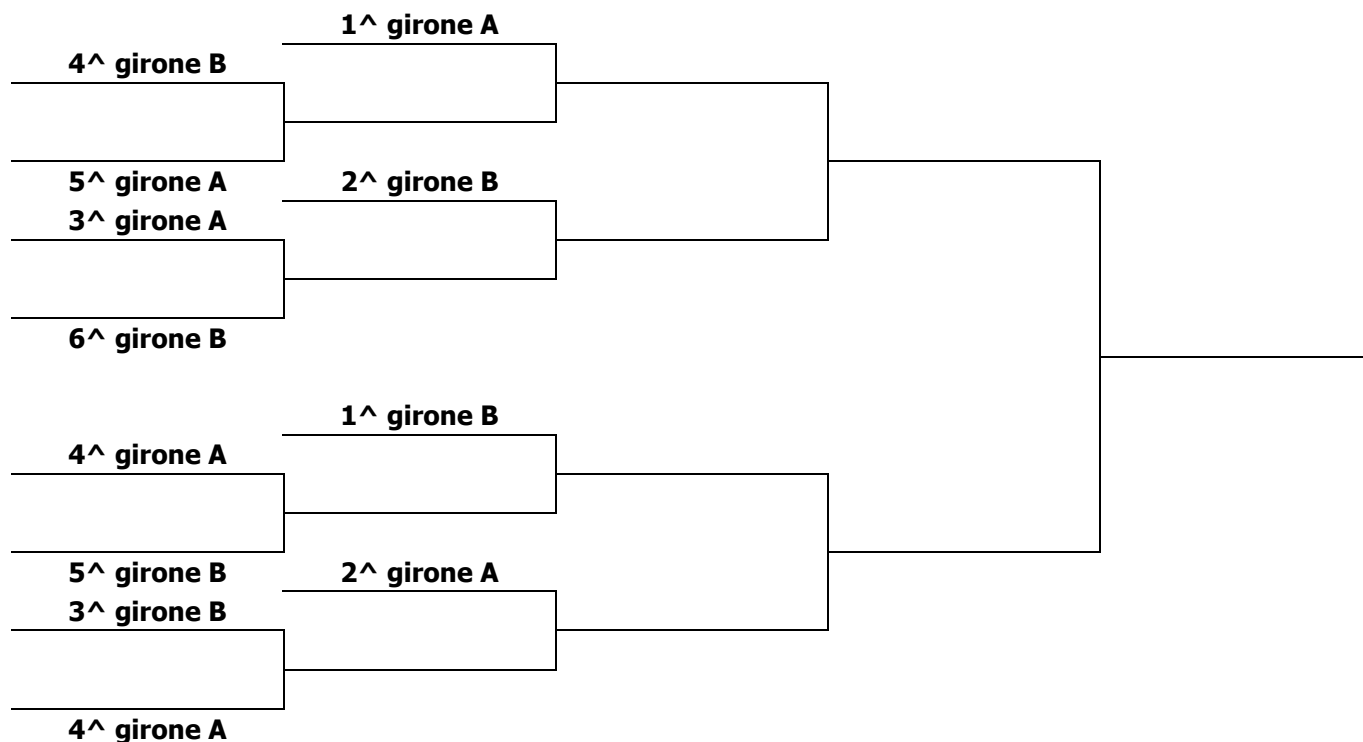 1^ girone A
4^ girone B
5^ girone A
2^ girone B
3^ girone A
6^ girone B
1^ girone B
4^ girone A
5^ girone B
2^ girone A
3^ girone B
4^ girone A